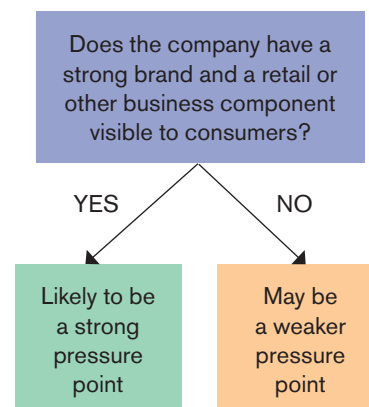 Does the company have a
strong brand and a retail or
other business component
visible to consumers?
YES
NO
Likely to be
a strong
pressure
point
May be
a weaker
pressure
point